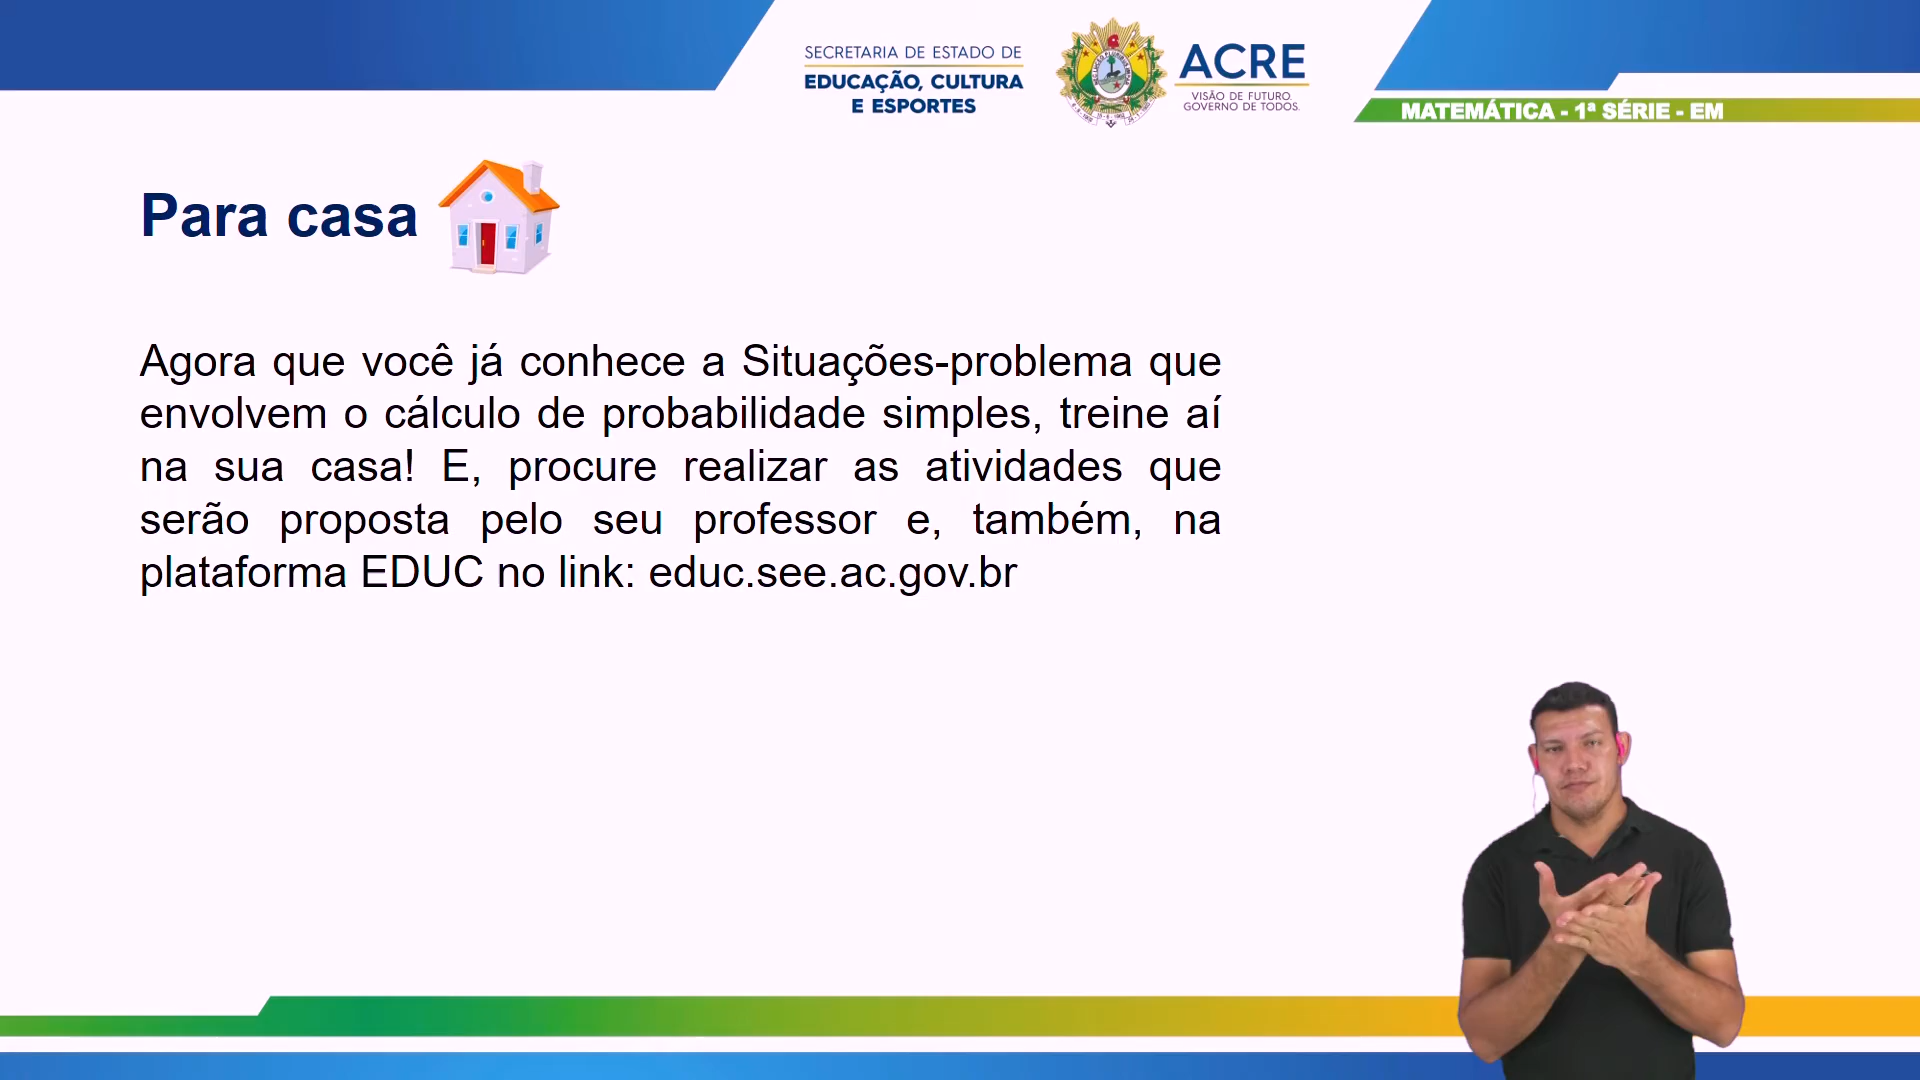 SECRETARIA DE ESTADO DE
EDUCAÇÃO, CULTURA
E ESPORTES
ACRE
VISÃO DE FUTURO.
GOVERNO DE TODOS.
MATEMÁTICA - 1ª SÉRIE - EM
Para casa
Agora que você já conhece a Situações-problema que
envolvem o cálculo de probabilidade simples, treine aí
na sua casa! E, procure realizar as atividades que
serão proposta pelo seu professor e, também, na
plataforma EDUC no link: educ.see.ac.gov.br